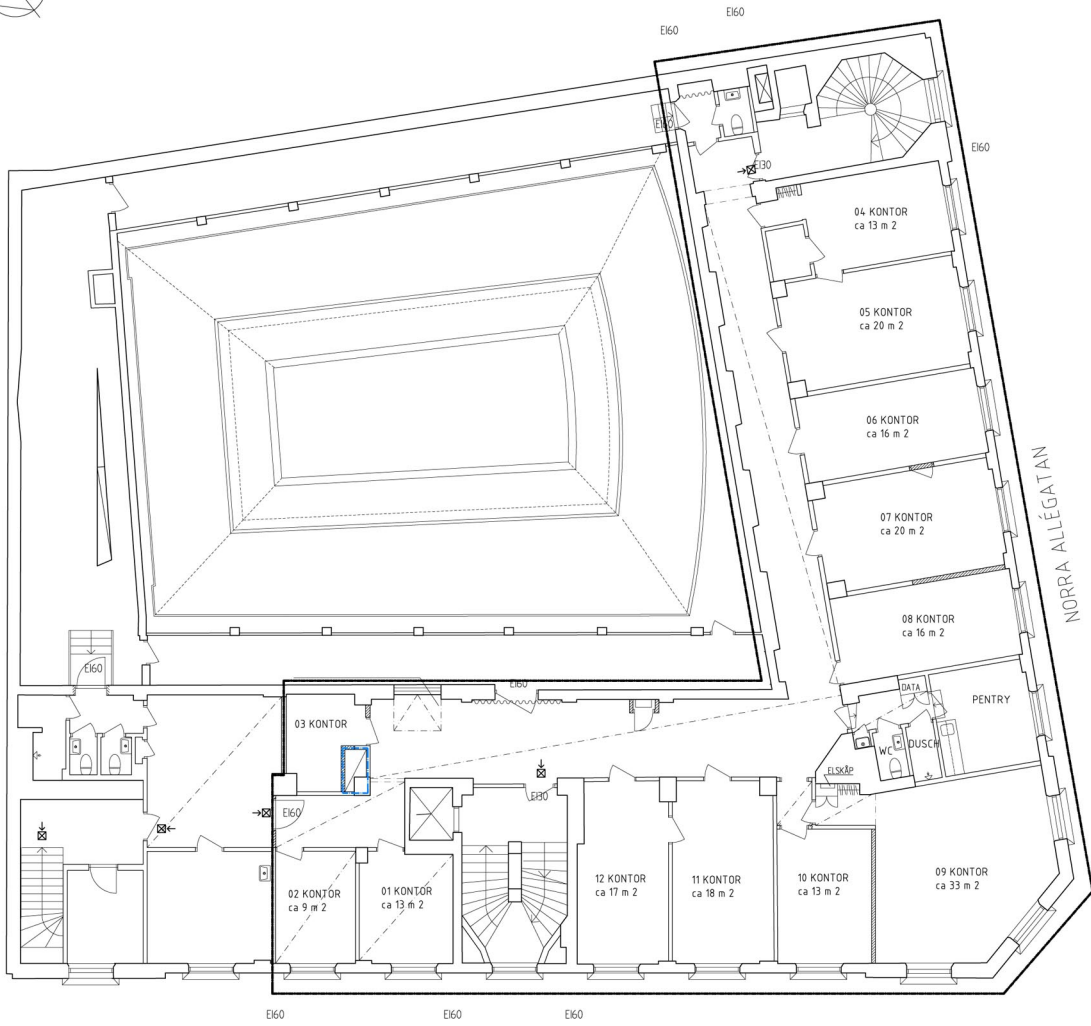 EI60
EI60
EI60
EI30
EI60
04 KONTOR
ca 13 m 2
05 KONTOR
ca 20 m 2
06 KONTOR
ca 16 m 2
07 KONTOR
ca 20 m 2
NORRA ALLÉGATAN
08 KONTOR
ca 16 m 2
EI60
EI60
DATA
PENTRY
03 KONTOR
WC
DUSCH
ELSKÅP
EI60
EI30
02 KONTOR
ca 9 m 2
01 KONTOR
ca 13 m 2
12 KONTOR
ca 17 m 2
11 KONTOR
ca 18 m 2
10 KONTOR
ca 13 m 2
09 KONTOR
ca 33 m 2
EI60
EI60
EI60